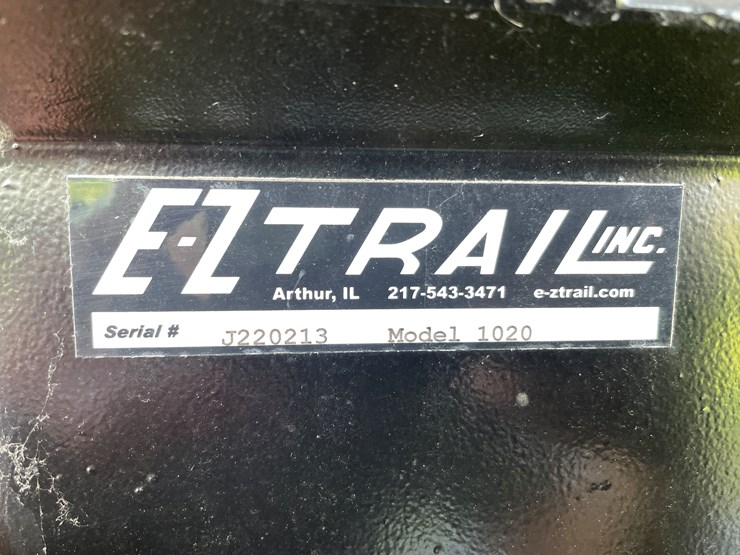 E-Z TRAIL INC.
Arthur, IL 217-543-3471 e-ztrail.com
Serial # J220213 Model 1020